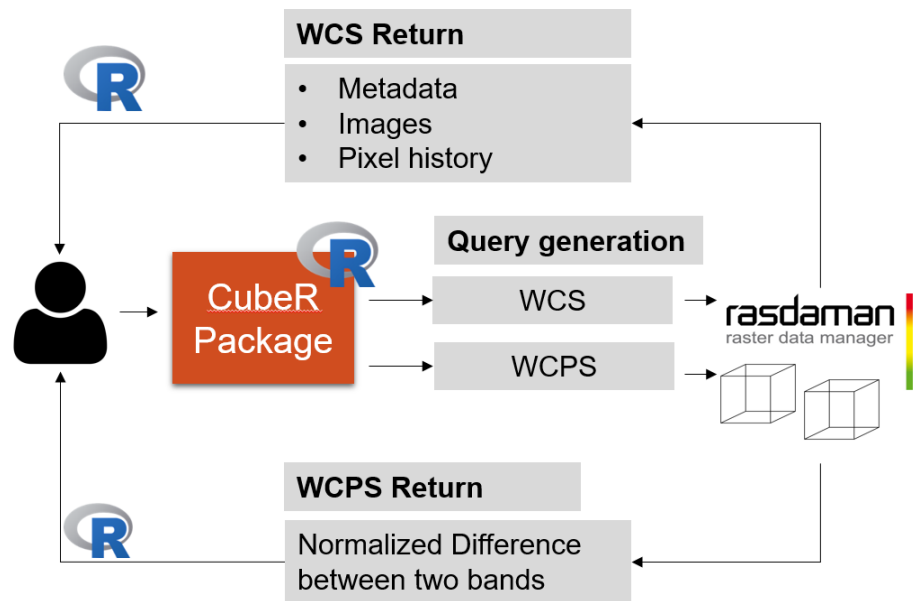 WCS Return
• Metadata
• Images
• Pixel history
R
R
Query generation
CubeR
Package
WCS
WCPS
rasdaman
raster data manager
WCPS Return
R
Normalized Difference
between two bands